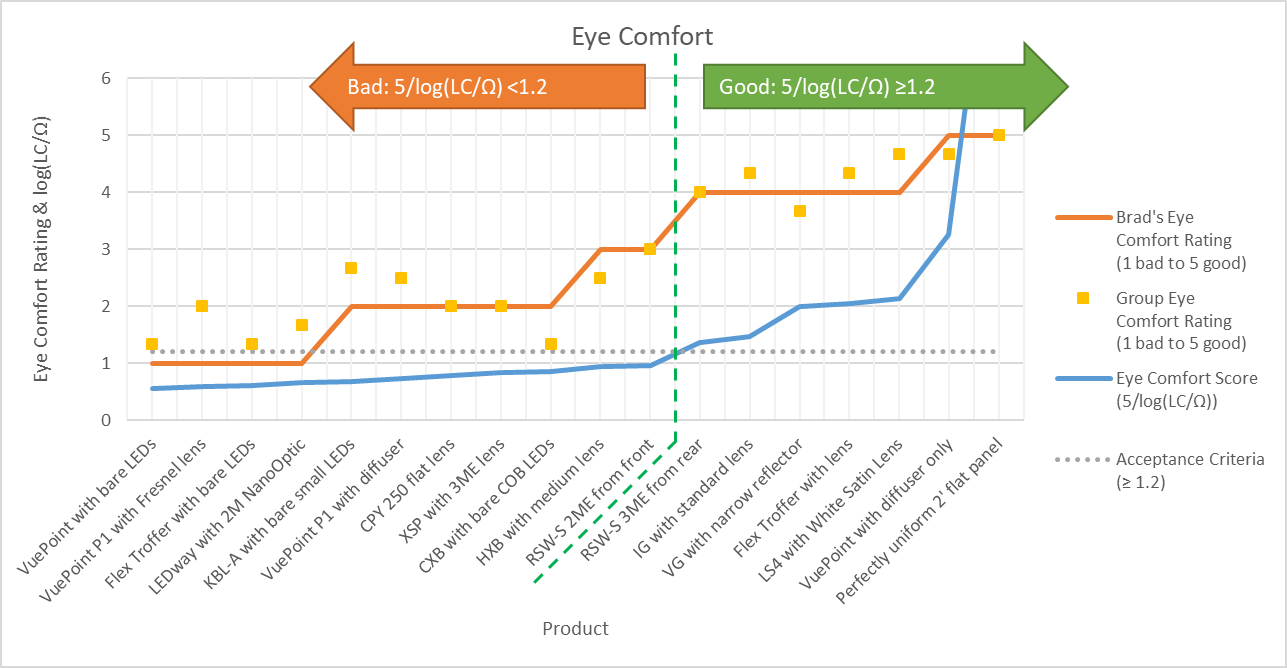 Eye Comfort
Bad: 5/log(LC/Ω) <1.2
Good: 5/log(LC/Ω) ≥1.2
Eye Comfort Rating & log(LC/Ω)
6
5
4
3
2
1
0
VuePoint with bare LEDs
VuePoint P1 with Fresnel lens
Flex Troffer with bare LEDs
LEDway with 2M NanoOptic
KBL-A with bare small LEDs
VuePoint P1 with diffuser
CPY 250 flat lens
XSP with 3ME lens
CXB with bare COB LEDs
HXB with medium lens
RSW-S 2ME from front
RSW-S 3ME from rear
IG with standard lens
VG with narrow reflector
Flex Troffer with lens
LS4 with White Satin Lens
VuePoint with diffuser only
Perfectly uniform 2' flat panel
Product
Brad's Eye
Comfort Rating
(1 bad to 5 good)
Group Eye
Comfort Rating
(1 bad to 5 good)
Eye Comfort Score
(5/log(LC/Ω))
Acceptance Criteria
(≥ 1.2)